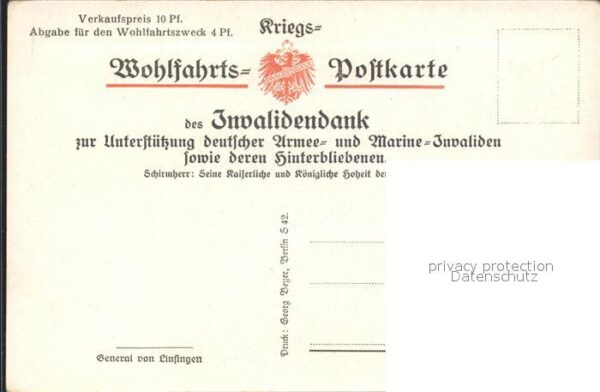 Verkaufspreis 10 Pf.
Abgabe für den Wohlfahrtszweck 4 Pf.
Kriegs=
Wohlfahrts= Postkarte
des Invalidendank
zur Unterstützung deutscher Armee= und Marine=Invaliden
sowie deren Hinterbliebenen.
Schirmherr: Seine Kaiserliche und Königliche Hoheit der
Druck: Georg Beyer, Berlin S 42.
General von Linsingen
privacy protection
Datenschutz